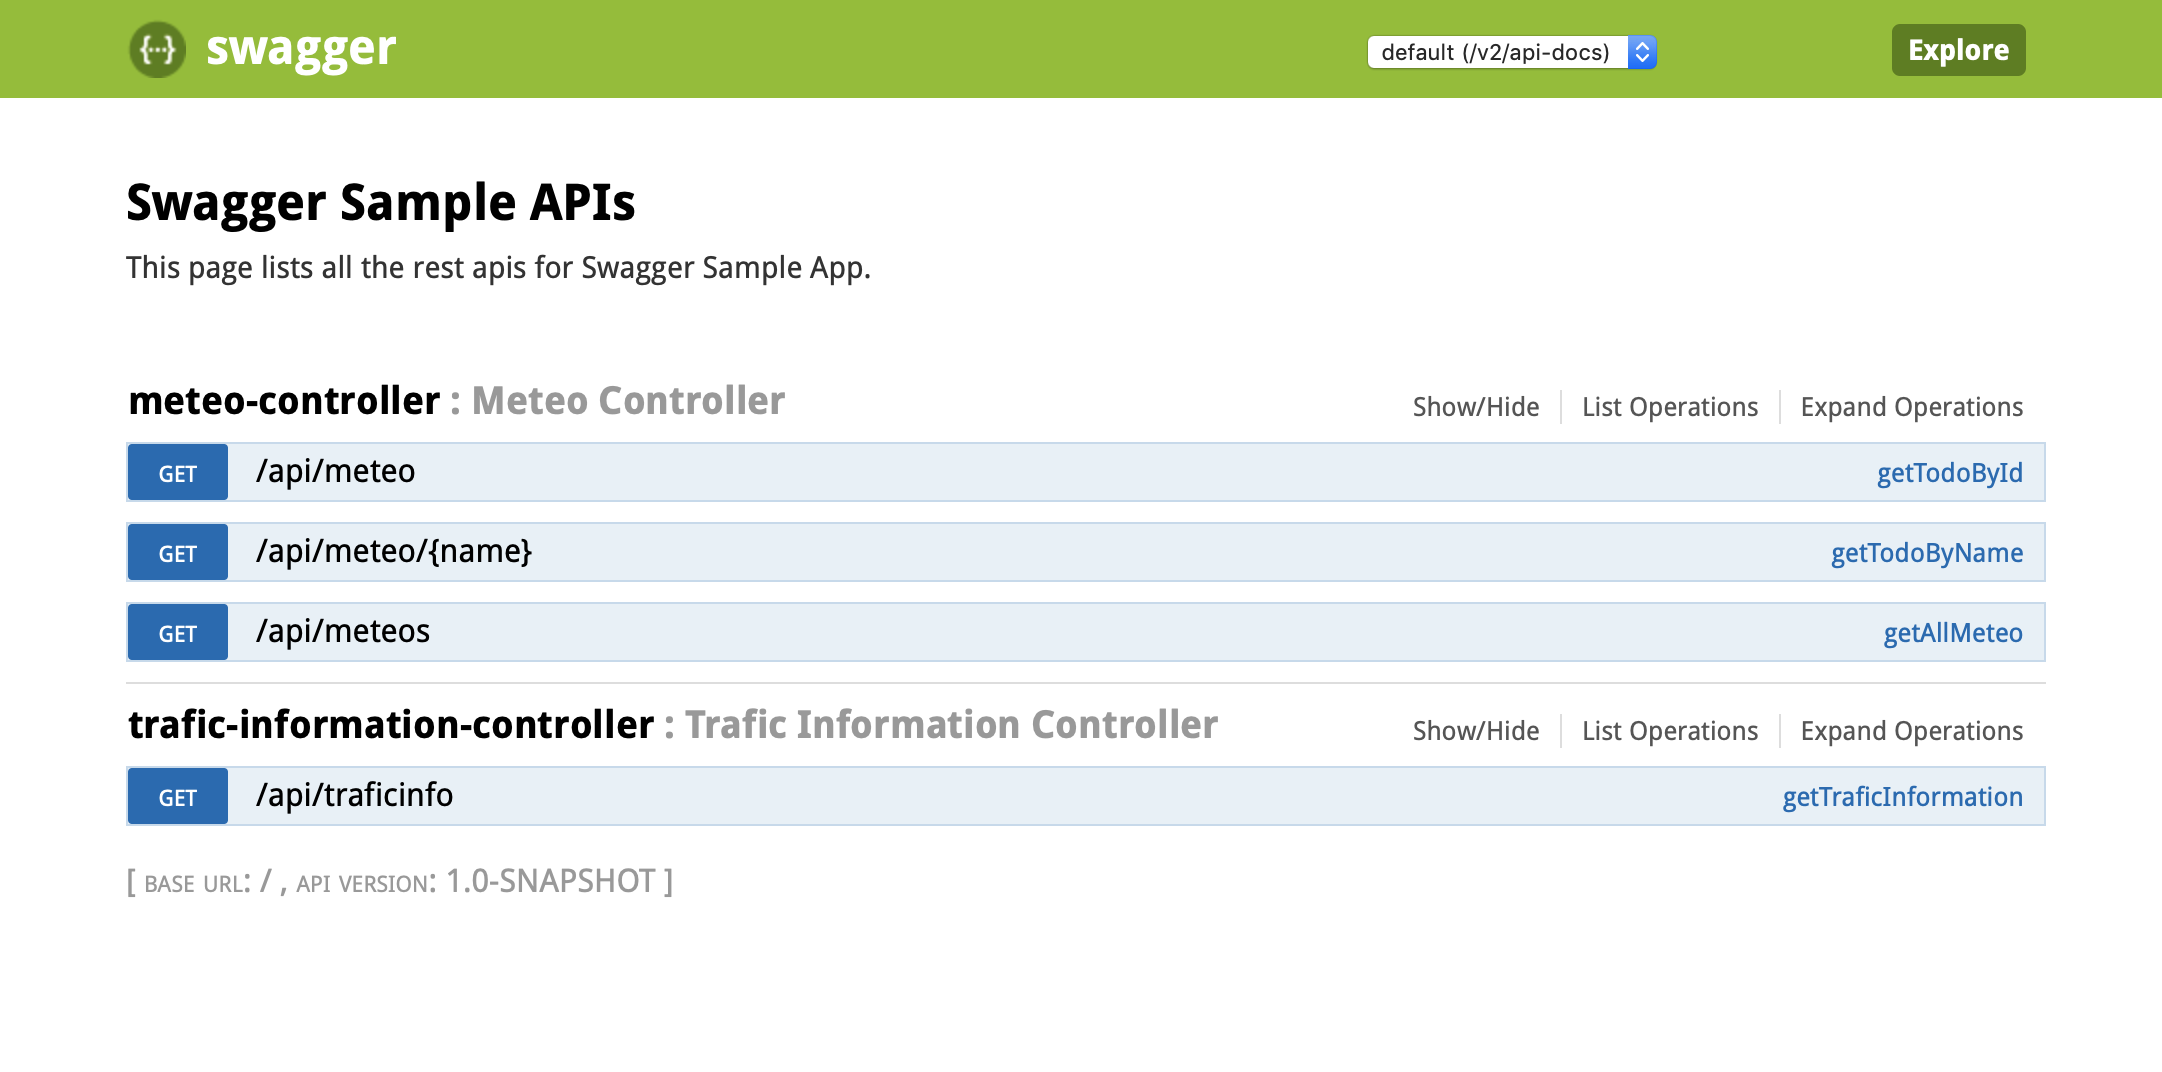 {···} swagger default (/v2/api-docs) Explore
Swagger Sample APIs
This page lists all the rest apis for Swagger Sample App.
meteo-controller : Meteo Controller Show/Hide List Operations Expand Operations
GET /api/meteo getTodoById
GET /api/meteo/{name} getTodoByName
GET /api/meteos getAllMeteo
trafic-information-controller : Trafic Information Controller Show/Hide List Operations Expand Operations
GET /api/traficinfo getTraficInformation
[ BASE URL: / , API VERSION: 1.0-SNAPSHOT ]